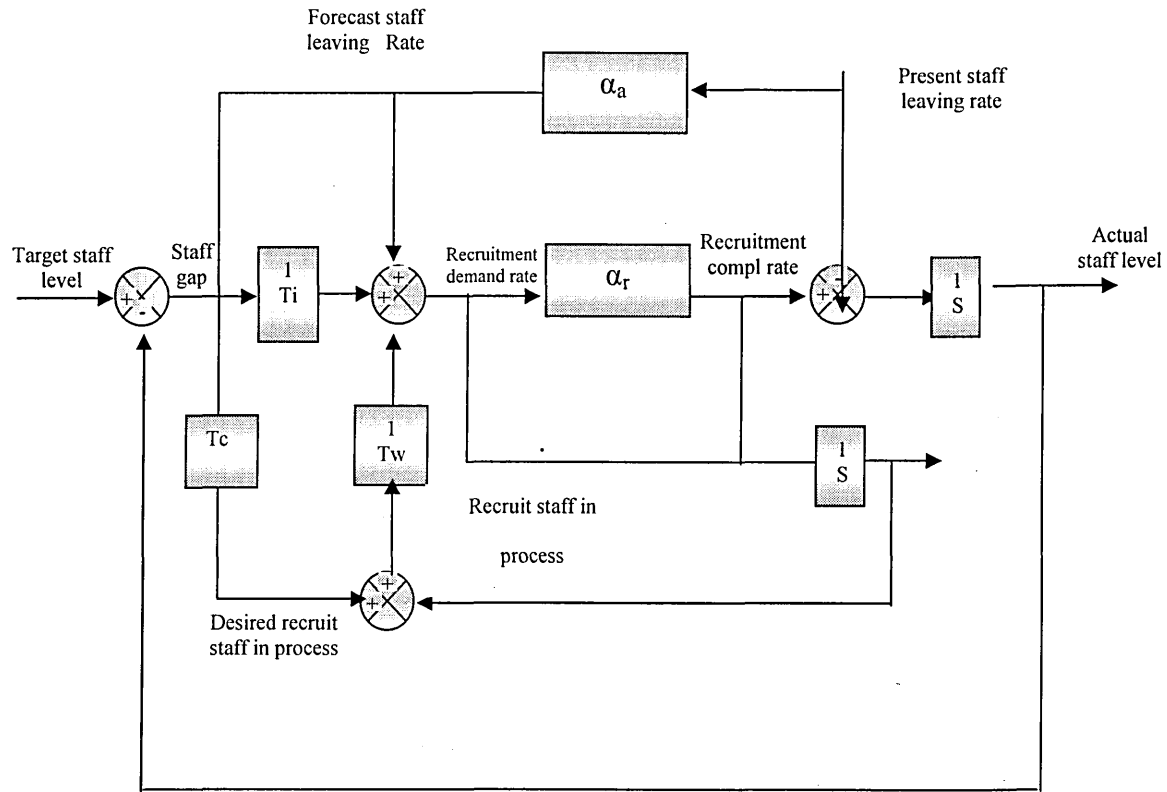 Forecast staff
leaving Rate
αa
Present staff
leaving rate
Target staff
level
+
-
Staff
gap
1
Ti
+
+
Recruitment
demand rate
αr
Recruitment
compl rate
-
+
1
S
Actual
staff level
Tc
1
Tw
1
S
Recruit staff in
process
+
+
Desired recruit
staff in process